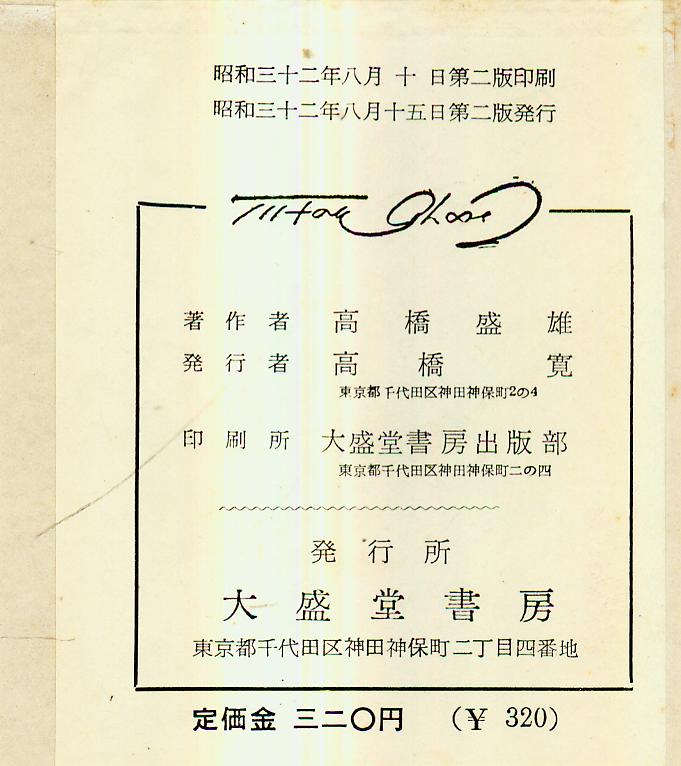 昭和三十二年八月 十 日第二版印刷
昭和三十二年八月十五日第二版発行
著作者 高橋盛雄
発行者 高橋 寛
東京都千代田区神田神保町2の4
印刷所 大盛堂書房出版部
東京都千代田区神田神保町二の四
発行所
大盛堂書房
東京都千代田区神田神保町二丁目四番地
定価金 三二〇円 (¥ 320)